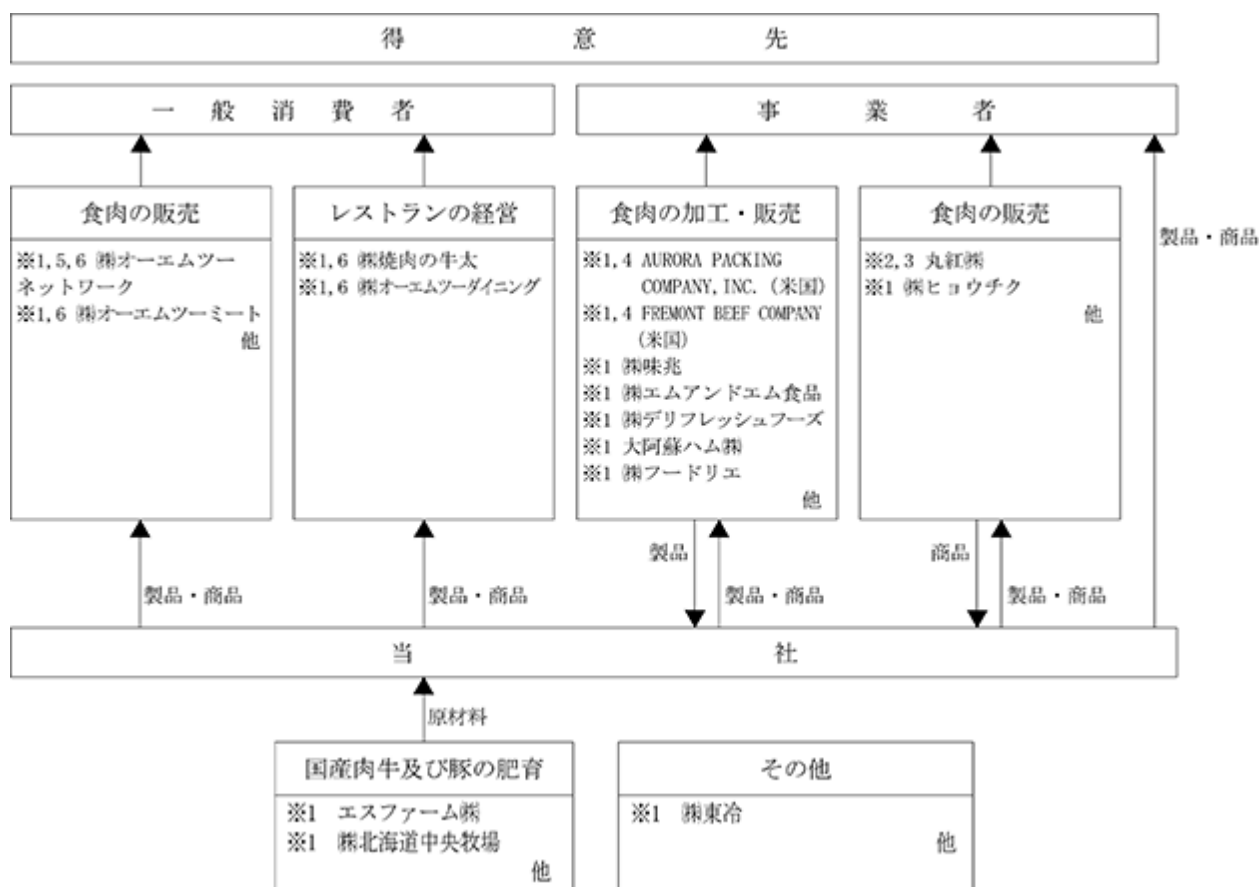 得意先
一般消費者
事業者
食肉の販売
※1,5,6 ㈱オーエムツー
ネットワーク
※1,6 ㈱オーエムツーミート
他
レストランの経営
※1,6 ㈱焼肉の牛太
※1,6 ㈱オーエムツーダイニング
食肉の加工・販売
※1,4 AURORA PACKING
COMPANY,INC. (米国)
※1,4 FREMONT BEEF COMPANY
(米国)
※1 ㈱味兆
※1 ㈱エムアンドエム食品
※1 ㈱デリフレッシュフーズ
※1 大阿蘇ハム㈱
※1 ㈱フードリエ
他
食肉の販売
※2,3 丸紅㈱
※1 ㈱ヒョウチク
他
製品・商品
製品・商品
製品・商品
製品
製品・商品
商品
製品・商品
当社
原材料
国産肉牛及び豚の肥育
※1 エスファーム㈱
※1 ㈱北海道中央牧場
他
その他
※1 ㈱東冷
他